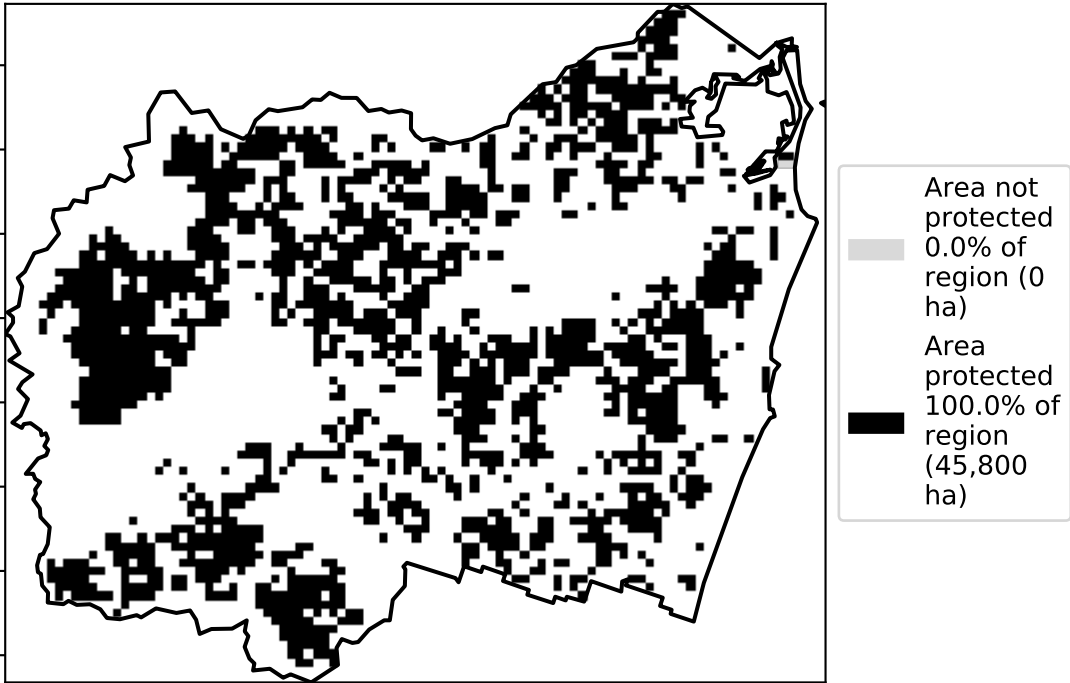 Area not
protected
0.0% of
region (0
ha)
Area
protected
100.0% of
region
(45,800
ha)